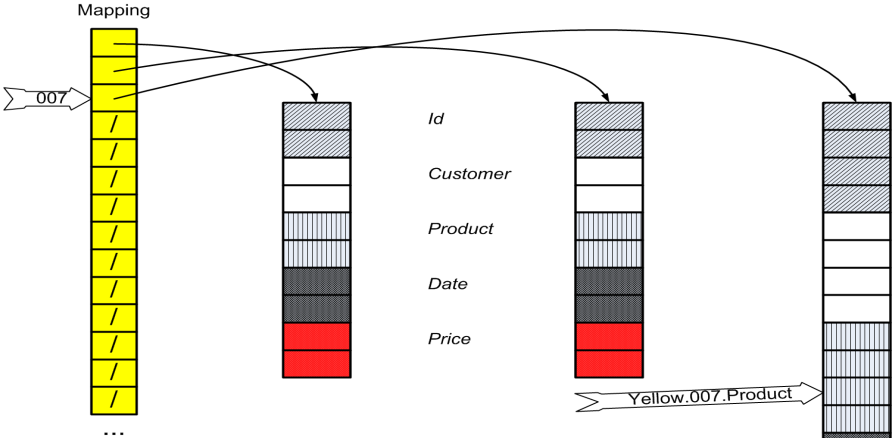 Mapping
007
/
/
/
/
/
/
/
/
/
/
/
...
Id
Customer
Product
Date
Price
Yellow.007.Product